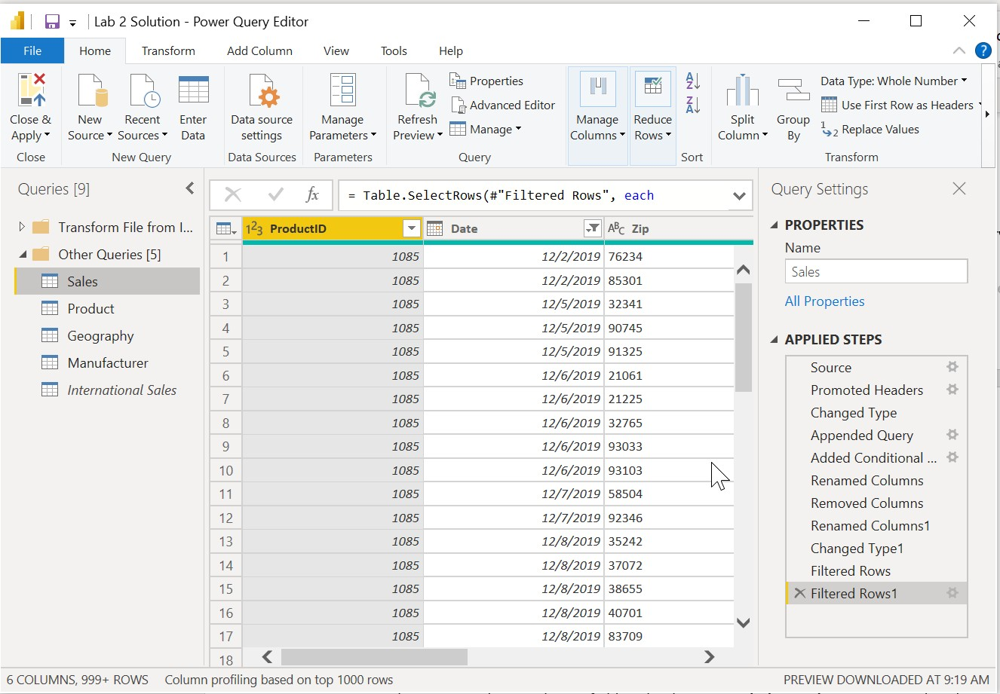 Lab 2 Solution - Power Query Editor
File Home Transform Add Column View Tools Help
Close & Apply
Close
New Source
Recent Sources
Enter Data
New Query
Data source settings
Data Sources
Manage Parameters
Parameters
Refresh Preview
Properties
Advanced Editor
Manage
Query
Manage Columns
Reduce Rows
Sort
Split Column
Group By
Data Type: Whole Number
Use First Row as Headers
Replace Values
Transform
Queries [9]
Transform File from I...
Other Queries [5]
Sales
Product
Geography
Manufacturer
International Sales
fx
= Table.SelectRows(#"Filtered Rows", each
123 ProductID Date ABC Zip
1 1085 12/2/2019 76234
2 1085 12/2/2019 85301
3 1085 12/5/2019 32341
4 1085 12/5/2019 90745
5 1085 12/5/2019 91325
6 1085 12/6/2019 21061
7 1085 12/6/2019 21225
8 1085 12/6/2019 32765
9 1085 12/6/2019 93033
10 1085 12/6/2019 93103
11 1085 12/7/2019 58504
12 1085 12/7/2019 92346
13 1085 12/8/2019 35242
14 1085 12/8/2019 37072
15 1085 12/8/2019 38655
16 1085 12/8/2019 40701
17 1085 12/8/2019 83709
18
Query Settings
PROPERTIES
Name
Sales
All Properties
APPLIED STEPS
Source
Promoted Headers
Changed Type
Appended Query
Added Conditional ...
Renamed Columns
Removed Columns
Renamed Columns1
Changed Type1
Filtered Rows
Filtered Rows1
6 COLUMNS, 999+ ROWS Column profiling based on top 1000 rows PREVIEW DOWNLOADED AT 9:19 AM